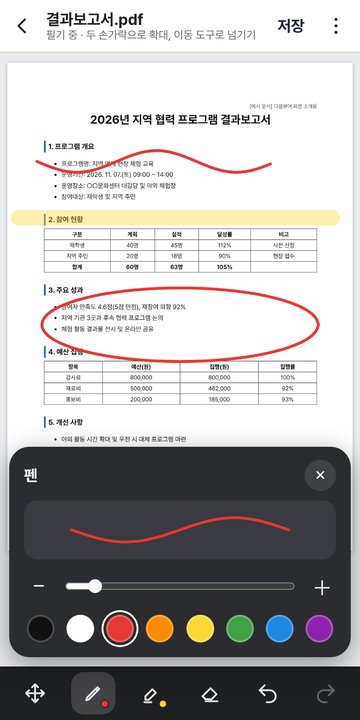 결과보고서.pdf
필기 중 · 두 손가락으로 확대, 이동 도구로 넘기기
저장
[예시 문서] 다음뷰어 화면 소개용
2026년 지역 협력 프로그램 결과보고서
1. 프로그램 개요
프로그램명: 지역 현장 체험 교육
운영기간: 2026. 11. 07.(토) 09:00 ~ 14:00
운영장소: ○○문화센터 대강당 및 야외 체험장
참여대상: 재학생 및 지역 주민
2. 참여 현황
구분 계획 실적 달성률 비고
재학생 40명 45명 112% 사전 신청
지역 주민 20명 18명 90% 현장 접수
합계 60명 63명 105%
3. 주요 성과
참여자 만족도 4.6점(5점 만점), 재참여 의향 92%
지역 기관 3곳과 후속 협력 프로그램 논의
체험 활동 결과물 전시 및 온라인 공유
4. 예산 집행
항목 예산(원) 집행(원) 집행률
강사료 800,000 800,000 100%
재료비 500,000 462,000 92%
홍보비 200,000 185,000 93%
5. 개선 사항
야외 활동 시간 확대 및 우천 시 대체 프로그램 마련
펜